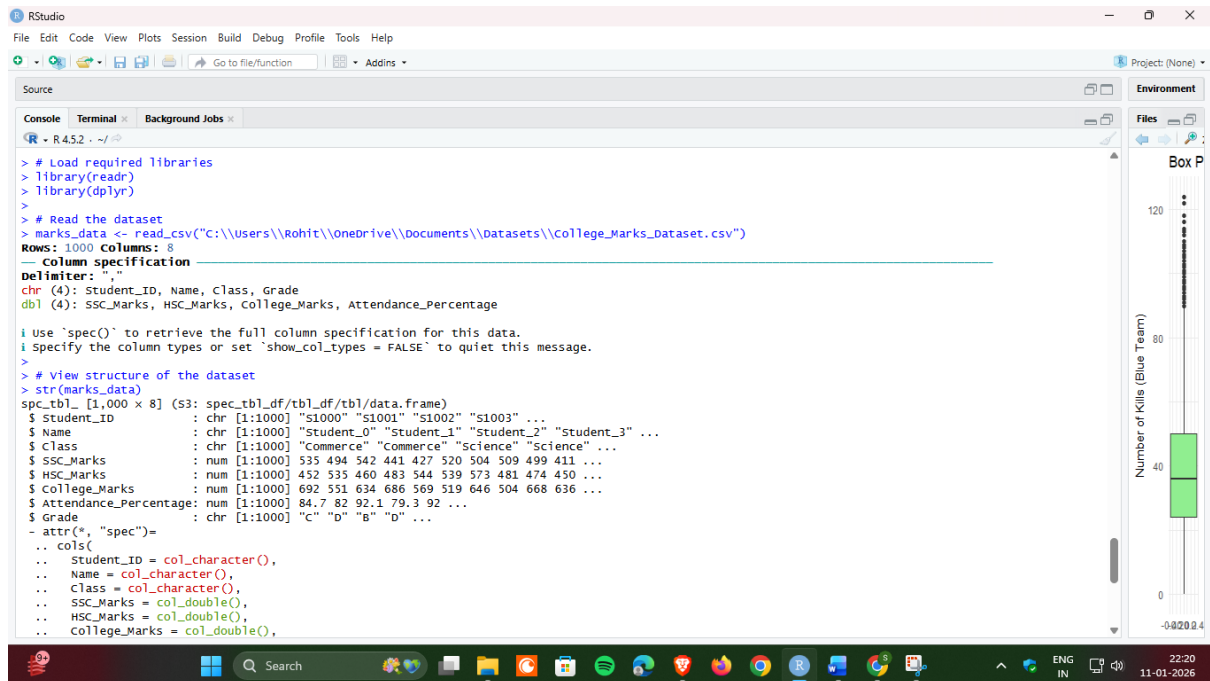 RStudio
File Edit Code View Plots Session Build Debug Profile Tools Help
Go to file/function
Addins
Project: (None)
Source
Environment
Console Terminal Background Jobs
Files
R 4.5.2 · ~/
> # Load required libraries
> library(readr)
> library(dplyr)
>
> # Read the dataset
> marks_data <- read_csv("C:\\Users\\Rohit\\OneDrive\\Documents\\Datasets\\College_Marks_Dataset.csv")
Rows: 1000 Columns: 8
── Column specification ──
Delimiter: ","
chr (4): Student_ID, Name, Class, Grade
dbl (4): SSC_Marks, HSC_Marks, College_Marks, Attendance_Percentage
ℹ Use `spec()` to retrieve the full column specification for this data.
ℹ Specify the column types or set `show_col_types = FALSE` to quiet this message.
>
> # View structure of the dataset
> str(marks_data)
spc_tbl_ [1,000 × 8] (S3: spec_tbl_df/tbl_df/tbl/data.frame)
 $ Student_ID           : chr [1:1000] "S1000" "S1001" "S1002" "S1003" ...
 $ Name                 : chr [1:1000] "Student_0" "Student_1" "Student_2" "Student_3" ...
 $ Class                : chr [1:1000] "Commerce" "Commerce" "Science" "Science" ...
 $ SSC_Marks            : num [1:1000] 535 494 542 441 427 520 504 509 499 411 ...
 $ HSC_Marks            : num [1:1000] 452 535 460 483 544 539 573 481 474 450 ...
 $ College_Marks        : num [1:1000] 692 551 634 686 569 519 646 504 668 636 ...
 $ Attendance_Percentage: num [1:1000] 84.7 82 92.1 79.3 92 ...
 $ Grade                : chr [1:1000] "C" "D" "B" "D" ...
 - attr(*, "spec")=
  .. cols(
  ..   Student_ID = col_character(),
  ..   Name = col_character(),
  ..   Class = col_character(),
  ..   SSC_Marks = col_double(),
  ..   HSC_Marks = col_double(),
  ..   College_Marks = col_double(),
Box P
120
80
40
0
Number of Kills (Blue Team)
9+
Search
ENG
IN
22:20
11-01-2026